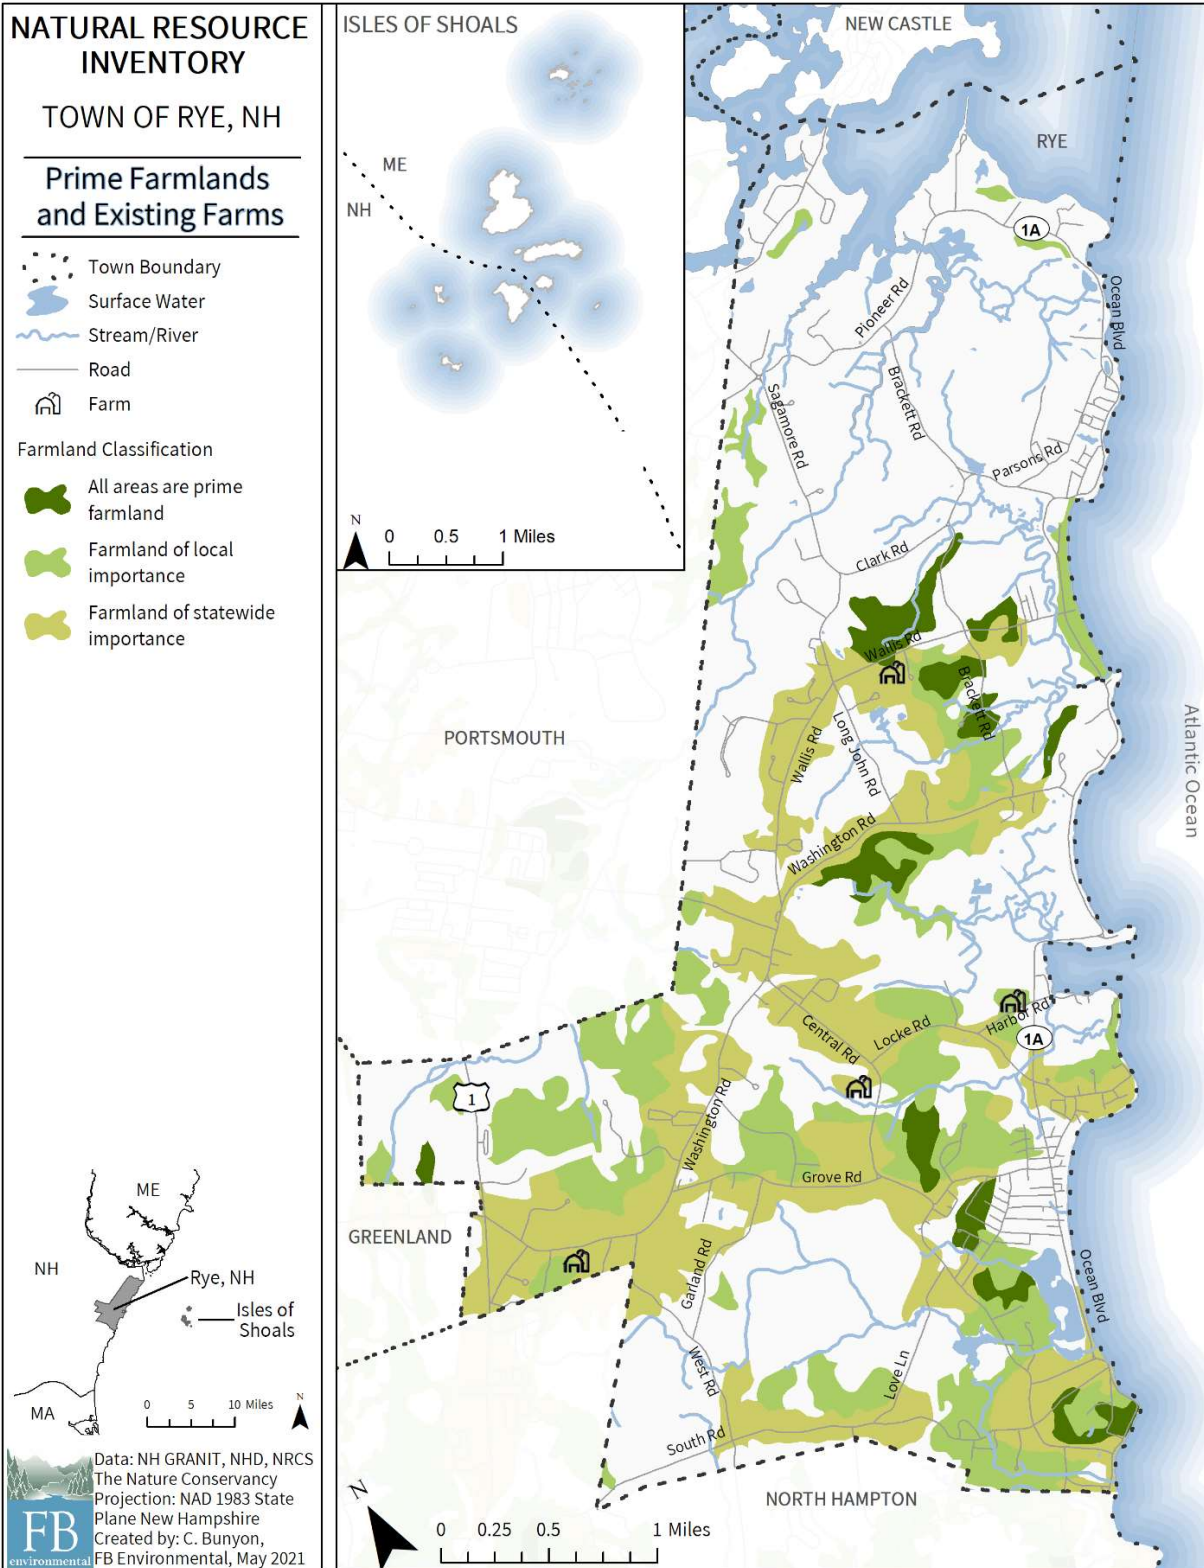 NATURAL RESOURCE
INVENTORY
TOWN OF RYE, NH
Prime Farmlands
and Existing Farms
Town Boundary
Surface Water
Stream/River
Road
Farm
Farmland Classification
All areas are prime
farmland
Farmland of local
importance
Farmland of statewide
importance
ME
NH
Rye, NH
Isles of
Shoals
MA
0 5 10 Miles
N
Data: NH GRANIT, NHD, NRCS
The Nature Conservancy
Projection: NAD 1983 State
Plane New Hampshire
Created by: C. Bunyon,
FB Environmental, May 2021
FB
environmental
ISLES OF SHOALS
ME
NH
N
0 0.5 1 Miles
NEW CASTLE
RYE
1A
Ocean Blvd
Pioneer Rd
Brackett Rd
Sagamore Rd
Parsons Rd
Clark Rd
Wallis Rd
Brackett Rd
Long John Rd
Wallis Rd
PORTSMOUTH
Atlantic Ocean
Washington Rd
Central Rd
Locke Rd
Harbor Rd
1A
1
Washington Rd
Grove Rd
GREENLAND
Garland Rd
Ocean Blvd
West Rd
Love Ln
South Rd
NORTH HAMPTON
N
0 0.25 0.5 1 Miles